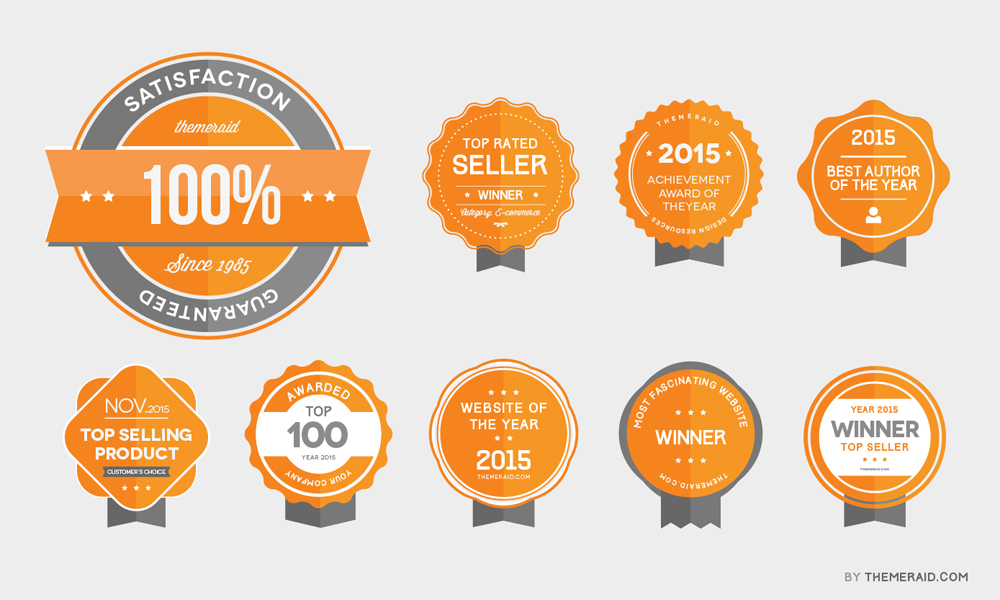 SATISFACTION
themeraid
100%
Since 1985
GUARANTEED
TOP RATED
SELLER
WINNER
Category: E-commerce
THEMERAID
2015
ACHIEVEMENT
AWARD OF
THEYEAR
DESIGN RESOURCES
2015
BEST AUTHOR
OF THE YEAR
NOV.2015
TOP SELLING
PRODUCT
CUSTOMER'S CHOICE
AWARDED
TOP
100
YEAR 2015
YOUR COMPANY
WEBSITE OF
THE YEAR
2015
THEMERAID.COM
MOST FASCINATING WEBSITE
WINNER
THEMERAID.COM
YEAR 2015
WINNER
TOP SELLER
THEMERAID.COM
BY THEMERAID.COM